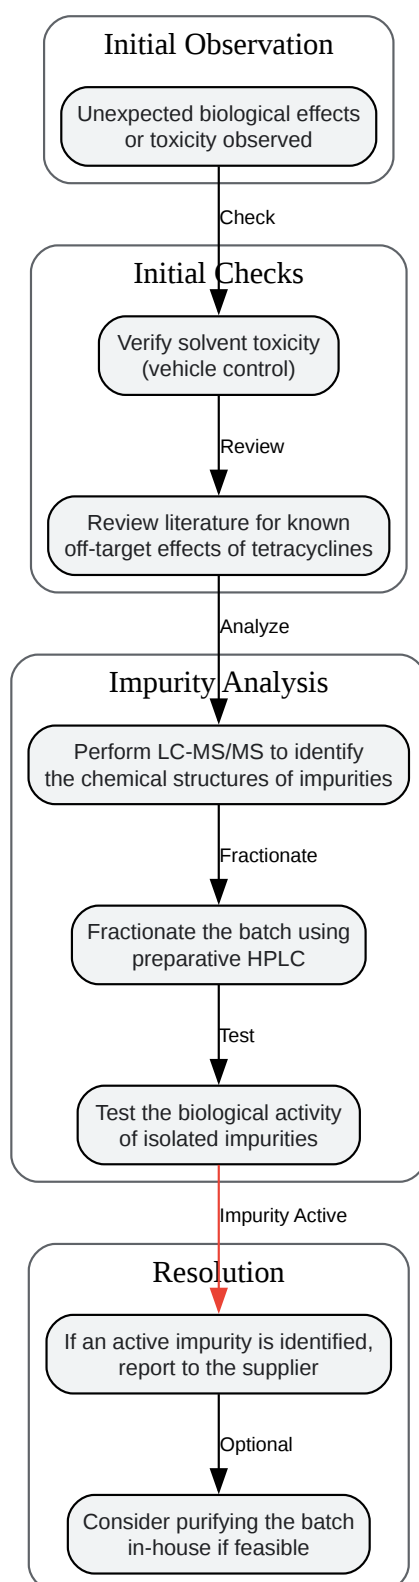 Initial Observation
Unexpected biological effects
or toxicity observed
Check
Initial Checks
Verify solvent toxicity
(vehicle control)
Review
Review literature for known
off-target effects of tetracyclines
Analyze
Impurity Analysis
Perform LC-MS/MS to identify
the chemical structures of impurities
Fractionate
Fractionate the batch using
preparative HPLC
Test
Test the biological activity
of isolated impurities
Impurity Active
Resolution
If an active impurity is identified,
report to the supplier
Optional
Consider purifying the batch
in-house if feasible